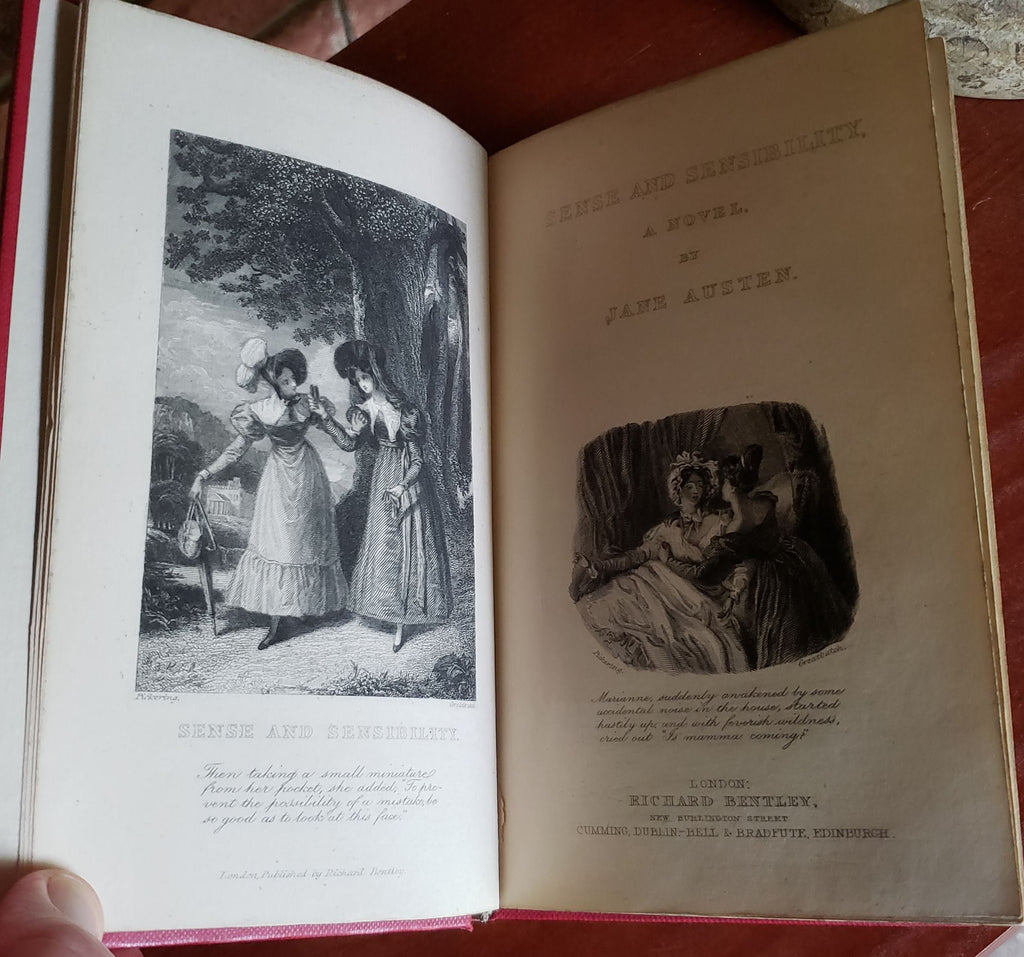 Pickering.
SENSE AND SENSIBILITY.
Then taking a small miniature
from her pocket, she added, "To pre-
vent the possibility of a mistake, be
so good as to look at this face."
London, Published by Richard Bentley.
SENSE AND SENSIBILITY,
A NOVEL,
BY
JANE AUSTEN.
Pickering. Greatbatch.
Marianne, suddenly awakened by some
accidental noise in the house, started
hastily up, and with feverish wildness,
cried out "Is mamma coming?"
LONDON:
RICHARD BENTLEY,
NEW BURLINGTON STREET
CUMMING, DUBLIN-BELL & BRADFUTE, EDINBURGH.